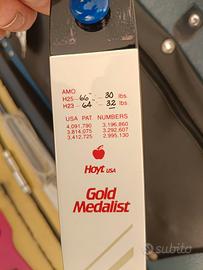 AMO
H25-66"- 30 lbs.
H23-64"- 32 lbs.
USA PAT. NUMBERS
4,091,790 3,196,860
3,814,075 3,292,607
3,412,725 2,995,130
Hoyt USA
Gold
Medalist
subito